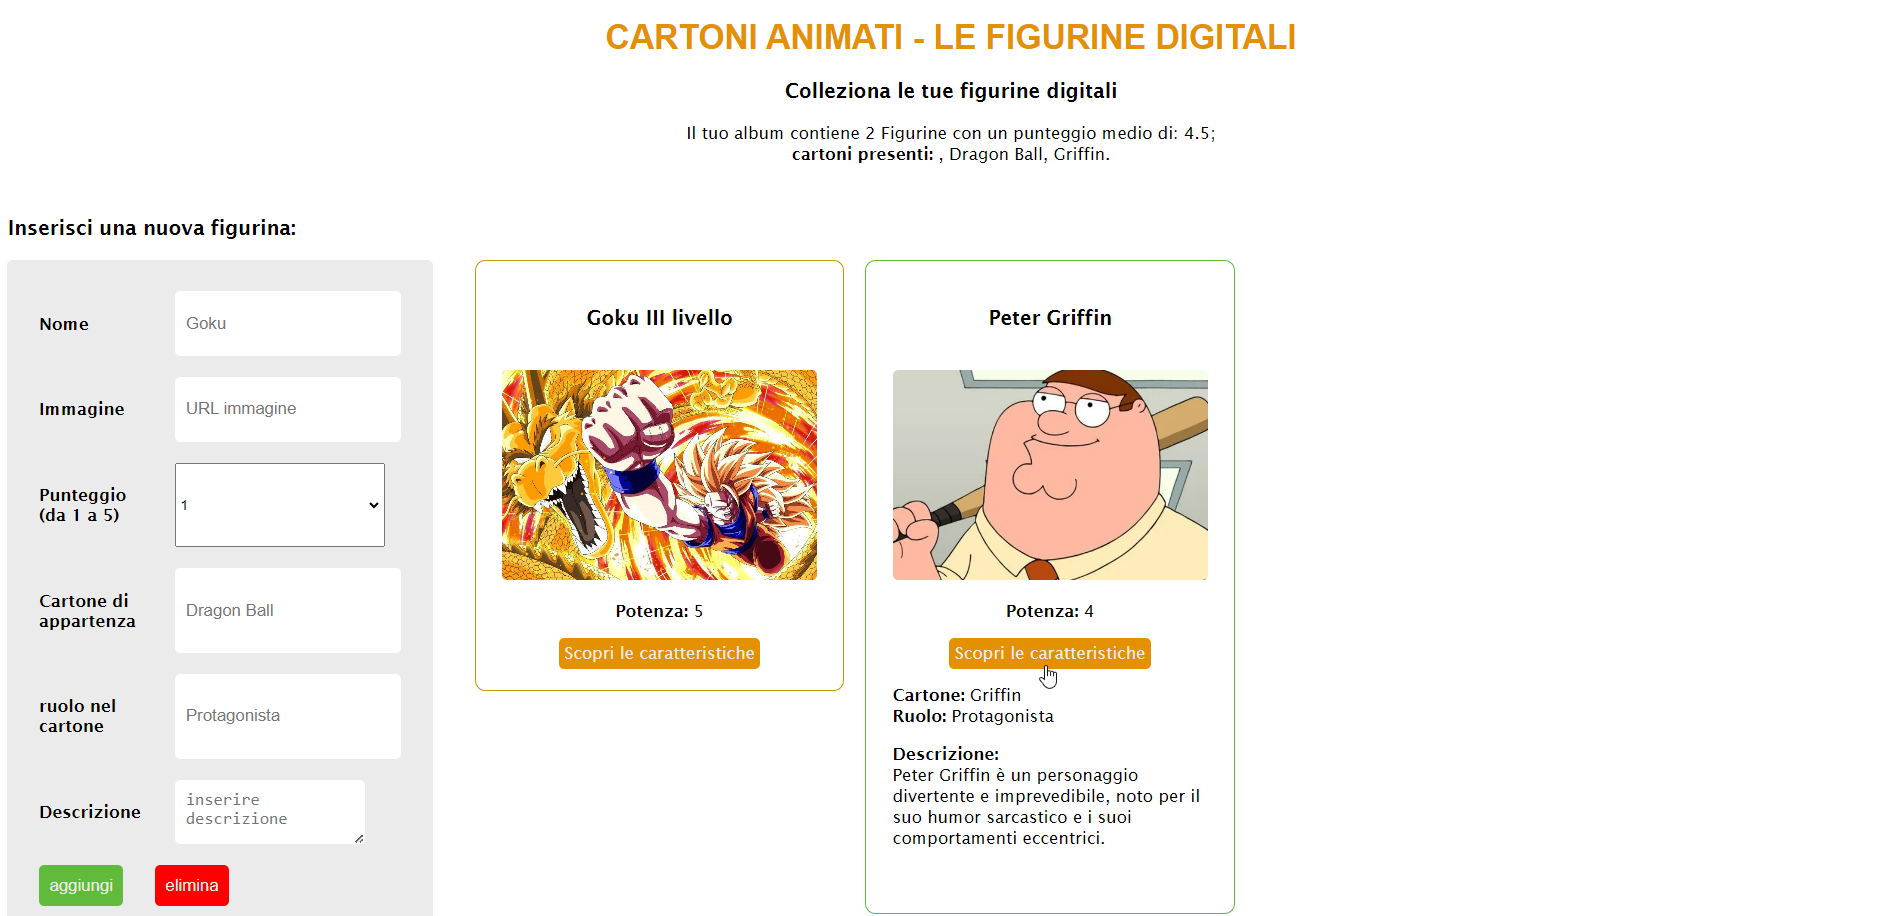 CARTONI ANIMATI - LE FIGURINE DIGITALI
Colleziona le tue figurine digitali
Il tuo album contiene 2 Figurine con un punteggio medio di: 4.5;
cartoni presenti: , Dragon Ball, Griffin.
Inserisci una nuova figurina:
Nome
Goku
Immagine
URL immagine
Punteggio
(da 1 a 5)
1
Cartone di
appartenza
Dragon Ball
ruolo nel
cartone
Protagonista
Descrizione
inserire
descrizione
aggiungi
elimina
Goku III livello
Potenza: 5
Scopri le caratteristiche
Peter Griffin
Potenza: 4
Scopri le caratteristiche
Cartone: Griffin
Ruolo: Protagonista
Descrizione:
Peter Griffin è un personaggio
divertente e imprevedibile, noto per il
suo humor sarcastico e i suoi
comportamenti eccentrici.